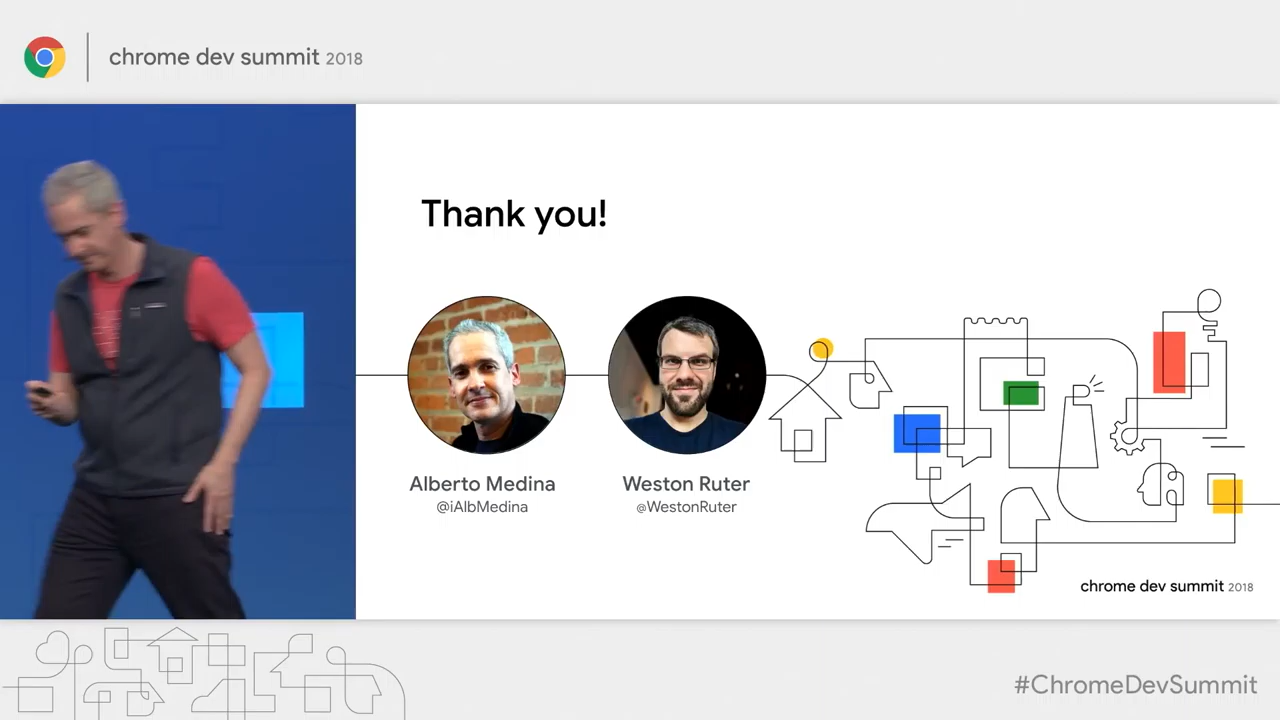 chrome dev summit 2018
Thank you!
Alberto Medina
@iAlbMedina
Weston Ruter
@WestonRuter
chrome dev summit 2018
#ChromeDevSummit